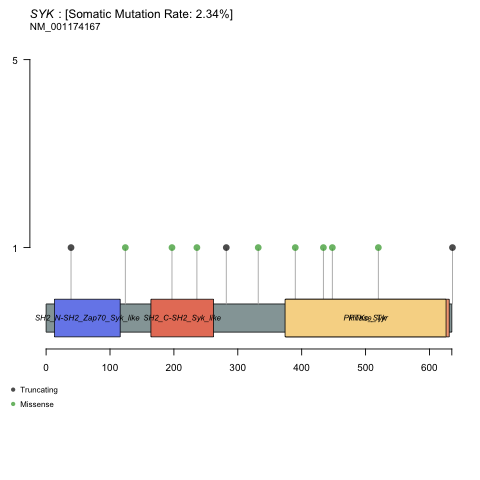 SYK : [Somatic Mutation Rate: 2.34%]
NM_001174167
5
1
SH2_N-SH2_Zap70_Syk_like SH2_C-SH2_Syk_like
0 100 200 300 400 500 600
Truncating
Missense